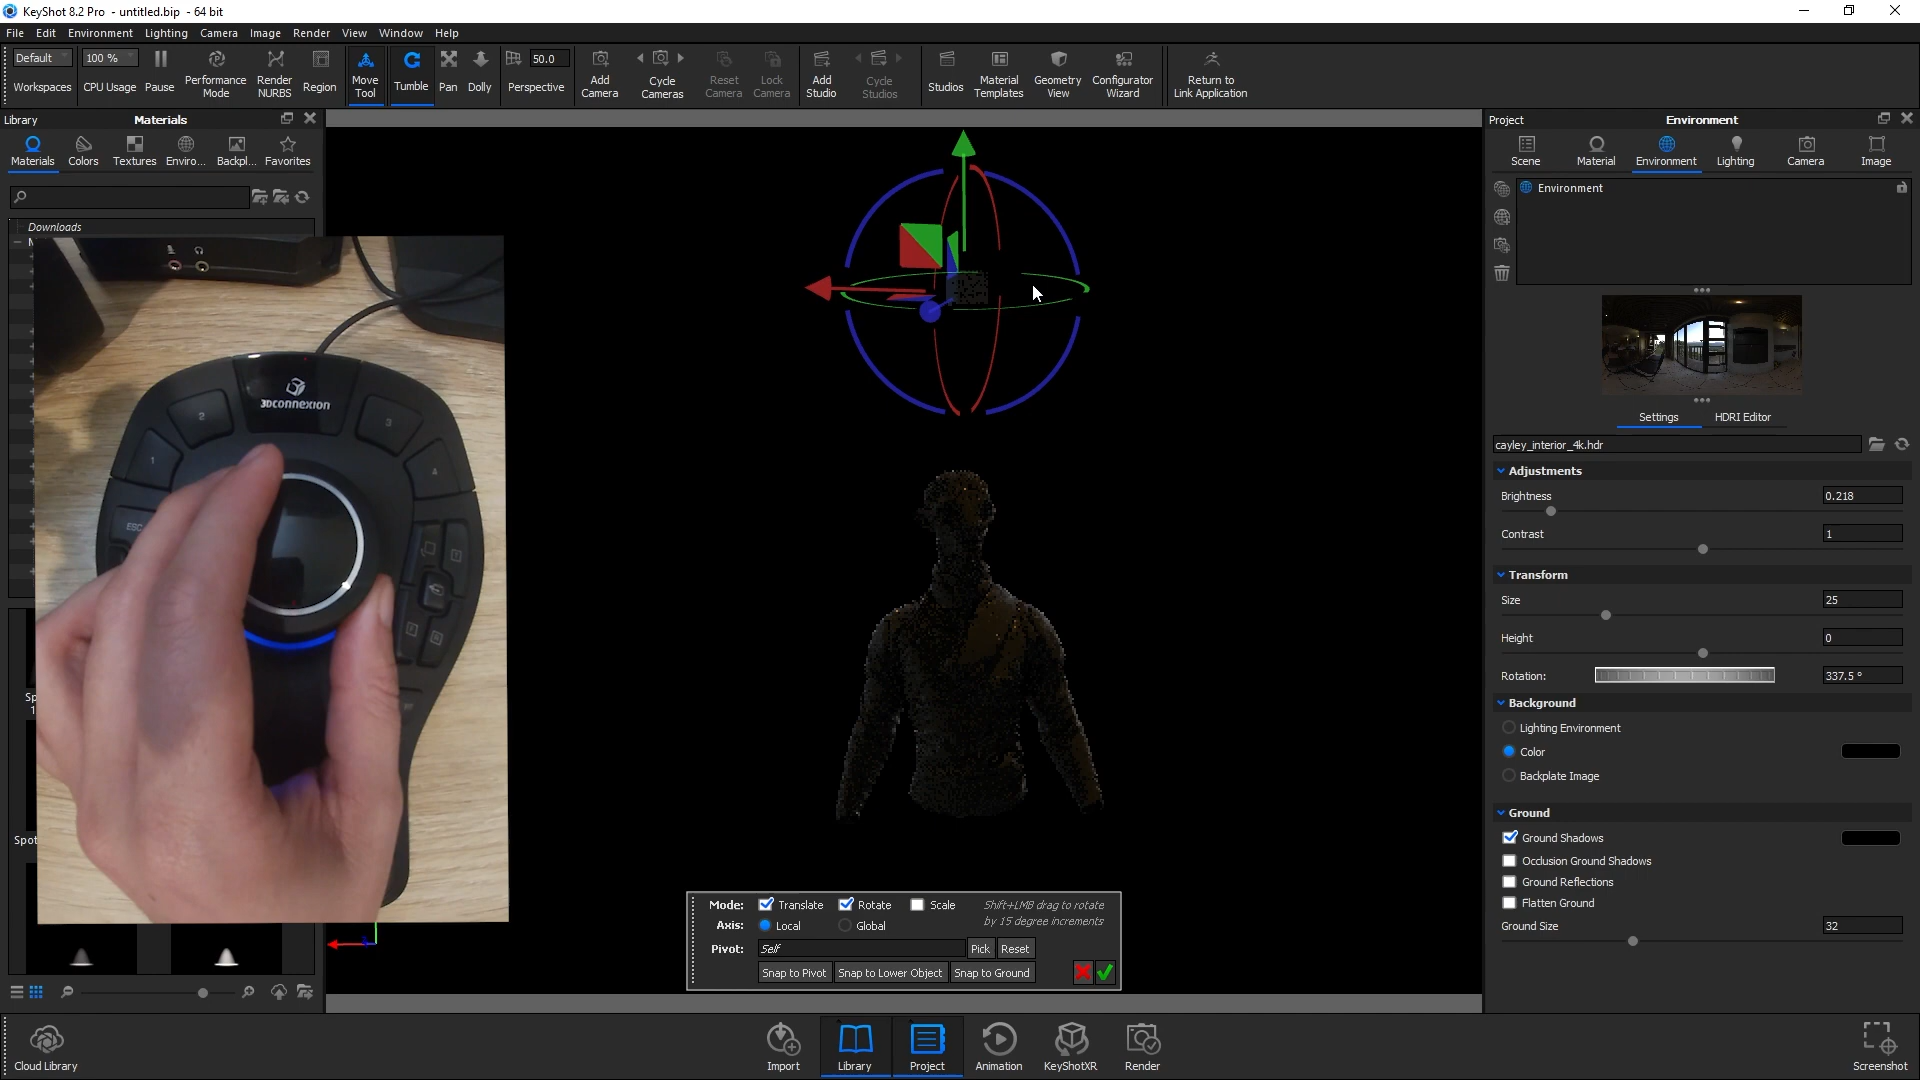 KeyShot 8.2 Pro - untitled.bip - 64 bit
File Edit Environment Lighting Camera Image Render View Window Help
Default 100 % 50.0
Workspaces CPU Usage Pause Performance Mode Render NURBS Region Move Tool Tumble Pan Dolly Perspective Add Camera Cycle Cameras Reset Camera Lock Camera Add Studio Cycle Studios Studios Material Templates Geometry View Configurator Wizard Return to Link Application
Library Materials
Materials Colors Textures Enviro... Backpl... Favorites
Downloads
3DCONNEXION
1
2
3
4
ESC
Sp
1
Spot
Mode: Translate Rotate Scale
Shift+LMB drag to rotate
by 15 degree increments
Axis: Local Global
Pivot: Self Pick Reset
Snap to Pivot Snap to Lower Object Snap to Ground
Project Environment
Scene Material Environment Lighting Camera Image
Environment
Settings HDRI Editor
cayley_interior_4k.hdr
Adjustments
Brightness 0.218
Contrast 1
Transform
Size 25
Height 0
Rotation: 337.5 °
Background
Lighting Environment
Color
Backplate Image
Ground
Ground Shadows
Occlusion Ground Shadows
Ground Reflections
Flatten Ground
Ground Size 32
Cloud Library Import Library Project Animation KeyShotXR Render Screenshot